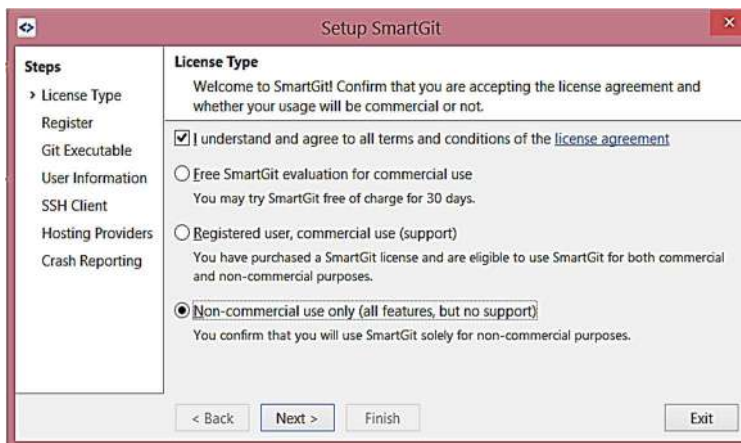 Setup SmartGit
Steps
License Type
Register
Git Executable
User Information
SSH Client
Hosting Providers
Crash Reporting
License Type
Welcome to SmartGit! Confirm that you are accepting the license agreement and
whether your usage will be commercial or not.
I understand and agree to all terms and conditions of the license agreement
Free SmartGit evaluation for commercial use
You may try SmartGit free of charge for 30 days.
Registered user, commercial use (support)
You have purchased a SmartGit license and are eligible to use SmartGit for both commercial
and non-commercial purposes.
Non-commercial use only (all features, but no support)
You confirm that you will use SmartGit solely for non-commercial purposes.
< Back
Next >
Finish
Exit